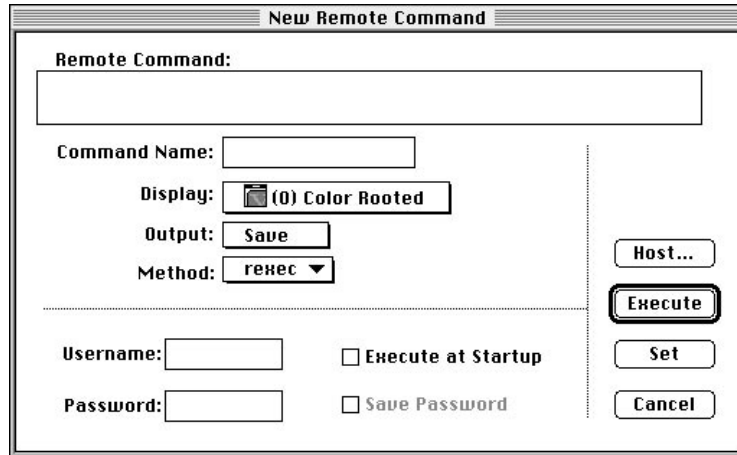 New Remote Command
Remote Command:
Command Name:
Display: (0) Color Rooted
Output: Save
Method: rexec
Host...
Execute
Username: Execute at Startup
Set
Password: Save Password
Cancel